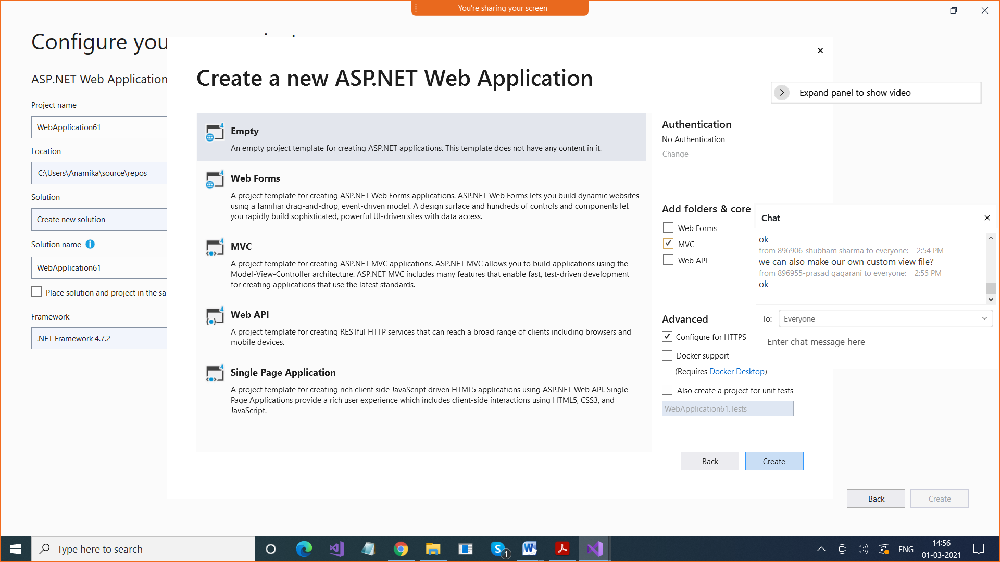 You're sharing your screen
Configure you
Create a new ASP.NET Web Application
ASP.NET Web Application
Expand panel to show video
Project name
WebApplication61
Location
C:\Users\Anamika\source\repos
Solution
Create new solution
Solution name
WebApplication61
Place solution and project in the sa
Framework
.NET Framework 4.7.2
Empty
An empty project template for creating ASP.NET applications. This template does not have any content in it.
Web Forms
A project template for creating ASP.NET Web Forms applications. ASP.NET Web Forms lets you build dynamic websites
using a familiar drag-and-drop, event-driven model. A design surface and hundreds of controls and components let
you rapidly build sophisticated, powerful UI-driven sites with data access.
MVC
A project template for creating ASP.NET MVC applications. ASP.NET MVC allows you to build applications using the
Model-View-Controller architecture. ASP.NET MVC includes many features that enable fast, test-driven development
for creating applications that use the latest standards.
Web API
A project template for creating RESTful HTTP services that can reach a broad range of clients including browsers and
mobile devices.
Single Page Application
A project template for creating rich client side JavaScript driven HTML5 applications using ASP.NET Web API. Single
Page Applications provide a rich user experience which includes client-side interactions using HTML5, CSS3, and
JavaScript.
Authentication
No Authentication
Change
Add folders & core
Web Forms
MVC
Web API
Advanced
Configure for HTTPS
Docker support
(Requires Docker Desktop)
Also create a project for unit tests
WebApplication61.Tests
Back
Create
Chat
ok
from 896906-shubham sharma to everyone: 2:54 PM
we can also make our own custom view file?
from 896955-prasad gagarani to everyone: 2:55 PM
ok
To: Everyone
Enter chat message here
Back
Create
Type here to search
1
ENG
14:56
01-03-2021